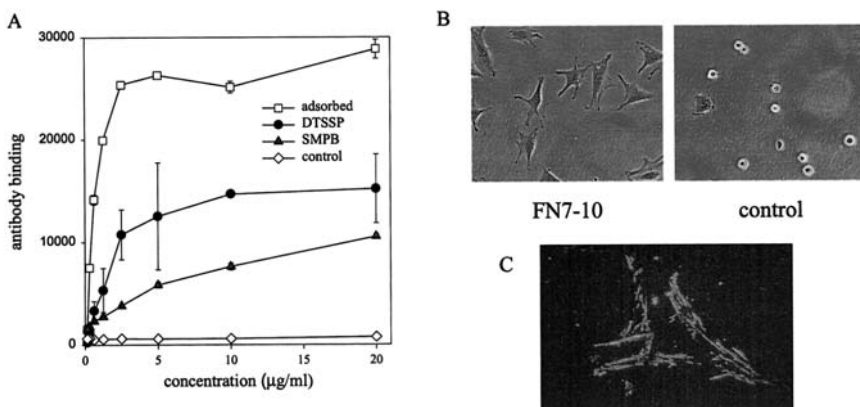 A
30000
20000
10000
0
antibody binding
adsorbed
DTSSP
SMPB
control
0
5
10
15
20
concentration (μg/ml)
B
FN7-10
control
C